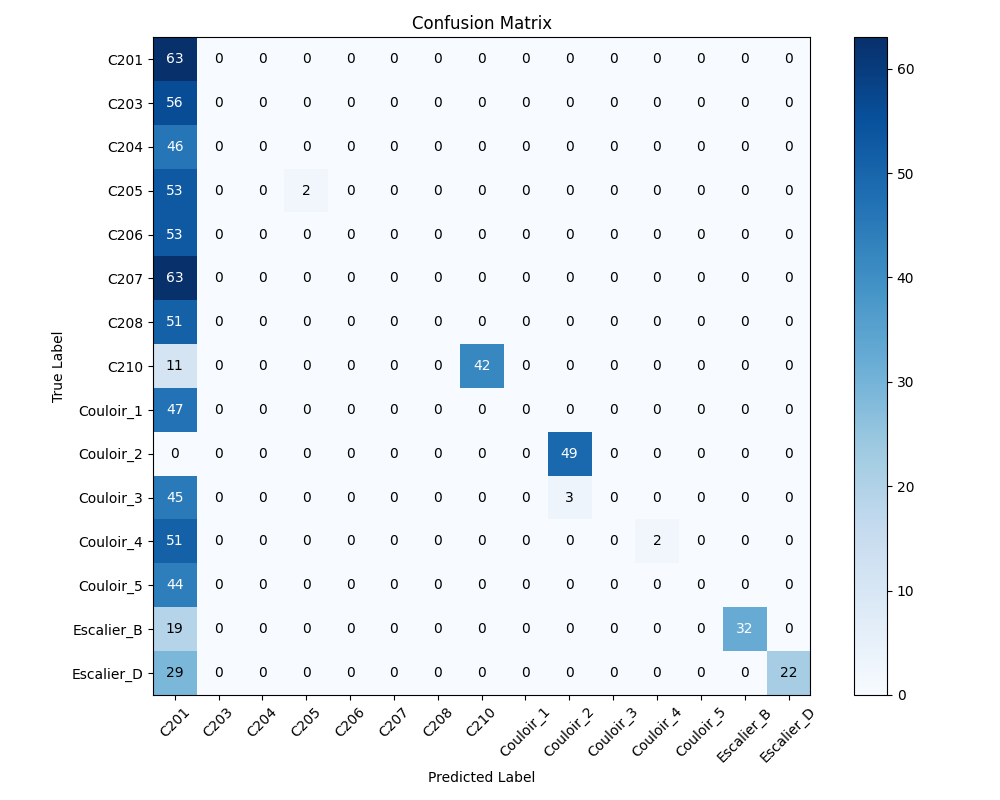 Confusion Matrix
True Label
C201 63 0 0 0 0 0 0 0 0 0 0 0 0 0 0
C203 56 0 0 0 0 0 0 0 0 0 0 0 0 0 0
C204 46 0 0 0 0 0 0 0 0 0 0 0 0 0 0
C205 53 0 0 2 0 0 0 0 0 0 0 0 0 0 0
C206 53 0 0 0 0 0 0 0 0 0 0 0 0 0 0
C207 63 0 0 0 0 0 0 0 0 0 0 0 0 0 0
C208 51 0 0 0 0 0 0 0 0 0 0 0 0 0 0
C210 11 0 0 0 0 0 0 42 0 0 0 0 0 0 0
Couloir_1 47 0 0 0 0 0 0 0 0 0 0 0 0 0 0
Couloir_2 0 0 0 0 0 0 0 0 0 49 0 0 0 0 0
Couloir_3 45 0 0 0 0 0 0 0 0 3 0 0 0 0 0
Couloir_4 51 0 0 0 0 0 0 0 0 0 0 2 0 0 0
Couloir_5 44 0 0 0 0 0 0 0 0 0 0 0 0 0 0
Escalier_B 19 0 0 0 0 0 0 0 0 0 0 0 0 32 0
Escalier_D 29 0 0 0 0 0 0 0 0 0 0 0 0 0 22
C201 C203 C204 C205 C206 C207 C208 C210 Couloir_1 Couloir_2 Couloir_3 Couloir_4 Couloir_5 Escalier_B Escalier_D
Predicted Label
60
50
40
30
20
10
0